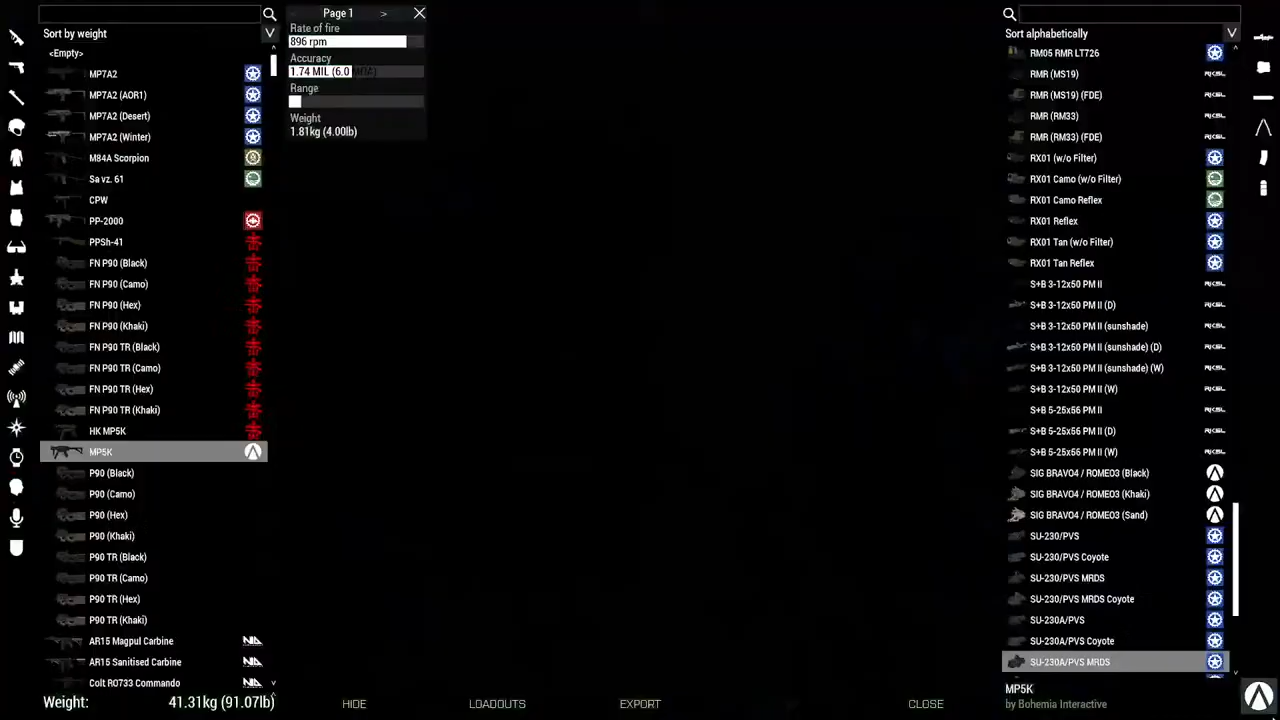 Sort by weight
<Empty>
MP7A2
MP7A2 (AOR1)
MP7A2 (Desert)
MP7A2 (Winter)
M84A Scorpion
Sa vz. 61
CPW
PP-2000
PPSh-41
FN P90 (Black)
FN P90 (Camo)
FN P90 (Hex)
FN P90 (Khaki)
FN P90 TR (Black)
FN P90 TR (Camo)
FN P90 TR (Hex)
FN P90 TR (Khaki)
HK MP5K
MP5K
P90 (Black)
P90 (Camo)
P90 (Hex)
P90 (Khaki)
P90 TR (Black)
P90 TR (Camo)
P90 TR (Hex)
P90 TR (Khaki)
AR15 Magpul Carbine
AR15 Sanitised Carbine
Colt RO733 Commando
Weight: 41.31kg (91.07lb)
Page 1 >
Rate of fire
896 rpm
Accuracy
1.74 MIL (6.0 MOA)
Range
Weight
1.81kg (4.00lb)
HIDE
LOADOUTS
EXPORT
CLOSE
Sort alphabetically
RM05 RMR LT726
RMR (MS19)
RMR (MS19) (FDE)
RMR (RM33)
RMR (RM33) (FDE)
RX01 (w/o Filter)
RX01 Camo (w/o Filter)
RX01 Camo Reflex
RX01 Reflex
RX01 Tan (w/o Filter)
RX01 Tan Reflex
S+B 3-12x50 PM II
S+B 3-12x50 PM II (D)
S+B 3-12x50 PM II (sunshade)
S+B 3-12x50 PM II (sunshade) (D)
S+B 3-12x50 PM II (sunshade) (W)
S+B 3-12x50 PM II (W)
S+B 5-25x56 PM II
S+B 5-25x56 PM II (D)
S+B 5-25x56 PM II (W)
SIG BRAVO4 / ROMEO3 (Black)
SIG BRAVO4 / ROMEO3 (Khaki)
SIG BRAVO4 / ROMEO3 (Sand)
SU-230/PVS
SU-230/PVS Coyote
SU-230/PVS MRDS
SU-230/PVS MRDS Coyote
SU-230A/PVS
SU-230A/PVS Coyote
SU-230A/PVS MRDS
MP5K
by Bohemia Interactive